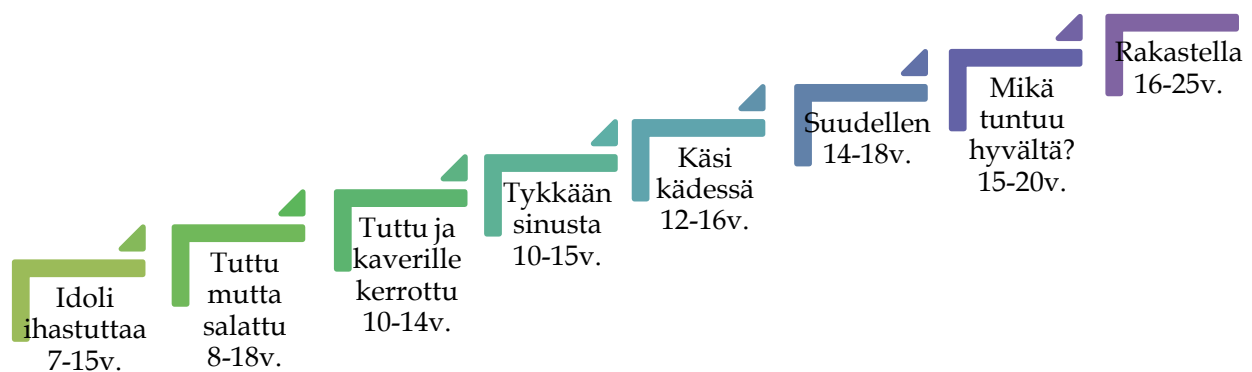 Idoli
ihastuttaa
7-15v.
Tuttu
mutta
salattu
8-18v.
Tuttu ja
kaverille
kerrottu
10-14v.
Tykkään
sinusta
10-15v.
Käsi
kädessä
12-16v.
Suudellen
14-18v.
Mikä
tuntuu
hyvältä?
15-20v.
Rakastella
16-25v.